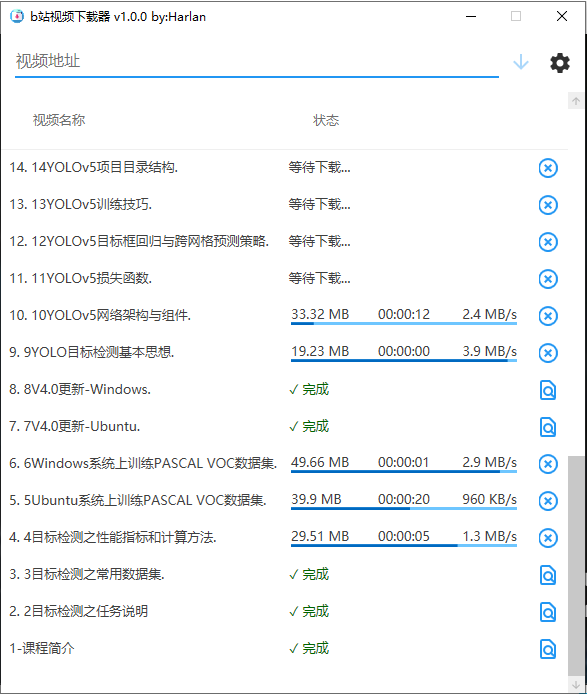 b站视频下载器 v1.0.0 by:Harlan
视频地址
视频名称 状态
14. 14YOLOv5项目目录结构. 等待下载...
13. 13YOLOv5训练技巧. 等待下载...
12. 12YOLOv5目标框回归与跨网格预测策略. 等待下载...
11. 11YOLOv5损失函数. 等待下载...
10. 10YOLOv5网络架构与组件. 33.32 MB 00:00:12 2.4 MB/s
9. 9YOLO目标检测基本思想. 19.23 MB 00:00:00 3.9 MB/s
8. 8V4.0更新-Windows. ✓ 完成
7. 7V4.0更新-Ubuntu. ✓ 完成
6. 6Windows系统上训练PASCAL VOC数据集. 49.66 MB 00:00:01 2.9 MB/s
5. 5Ubuntu系统上训练PASCAL VOC数据集. 39.9 MB 00:00:20 960 KB/s
4. 4目标检测之性能指标和计算方法. 29.51 MB 00:00:05 1.3 MB/s
3. 3目标检测之常用数据集. ✓ 完成
2. 2目标检测之任务说明 ✓ 完成
1-课程简介 ✓ 完成